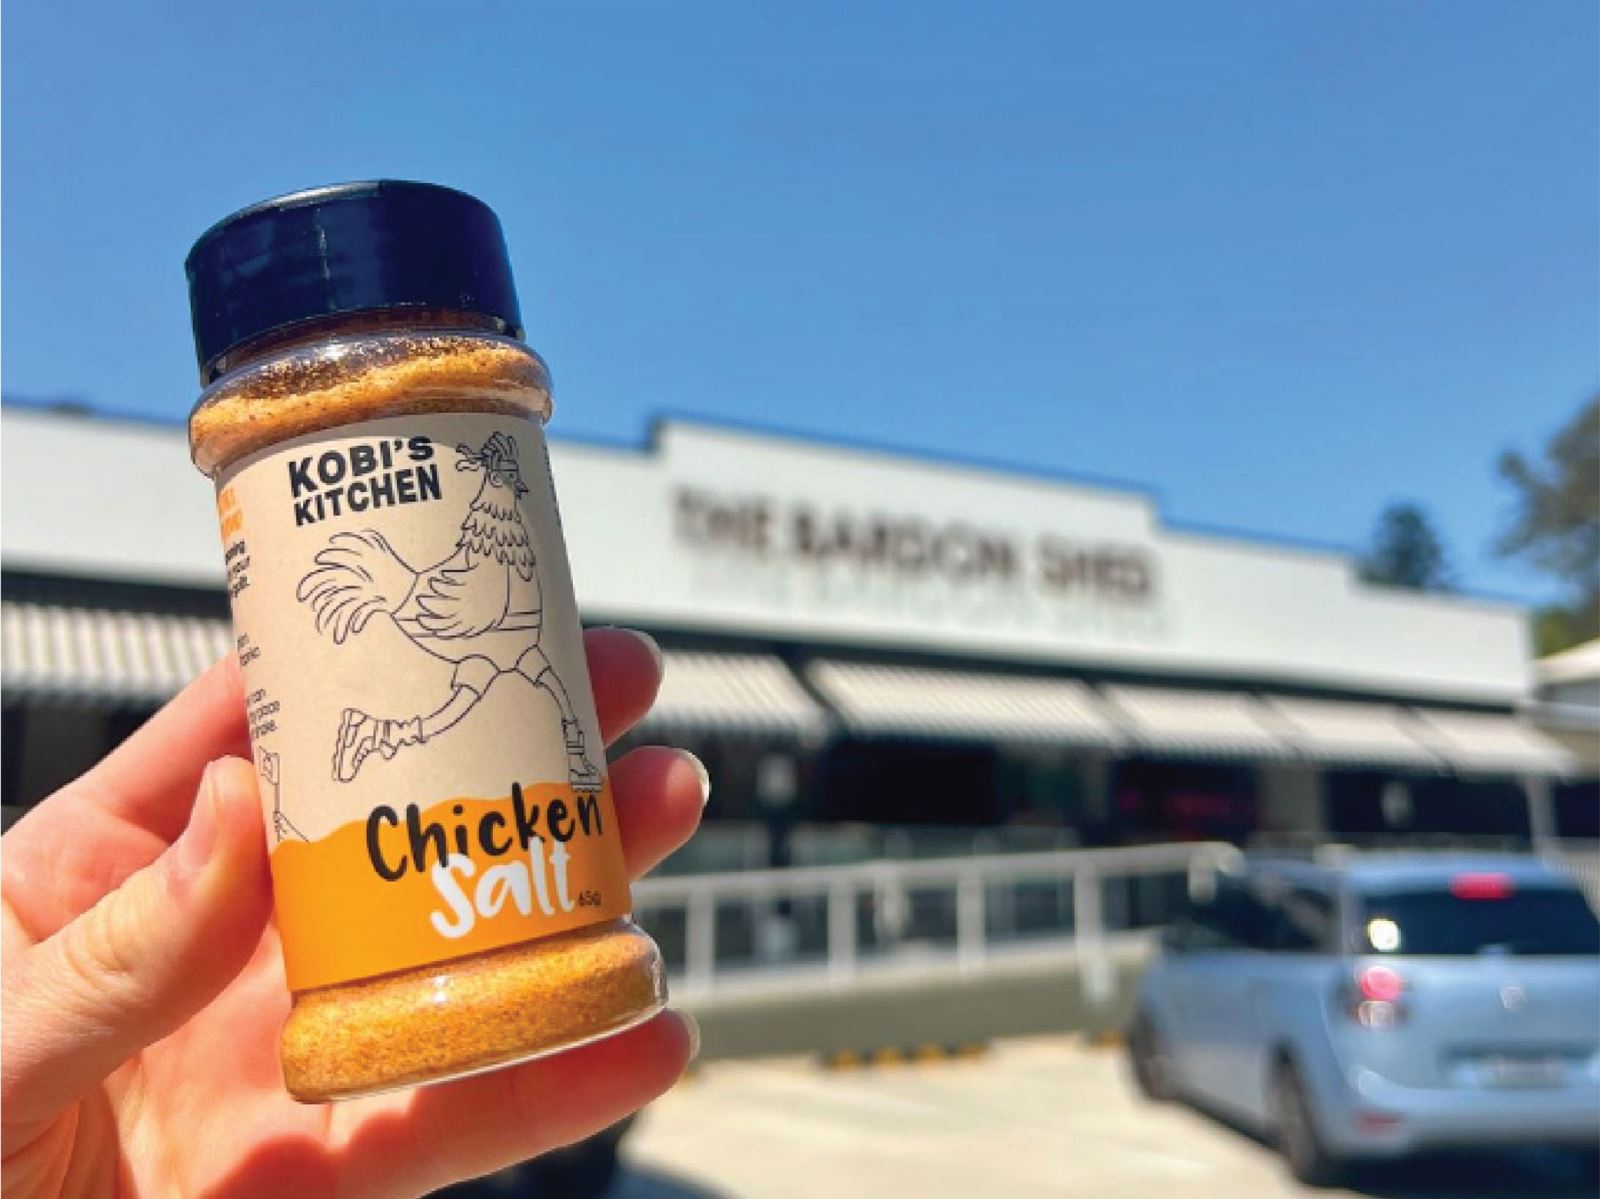 KOBI'S
KITCHEN
Chicken
Salt
65g
THE BARDON SHED